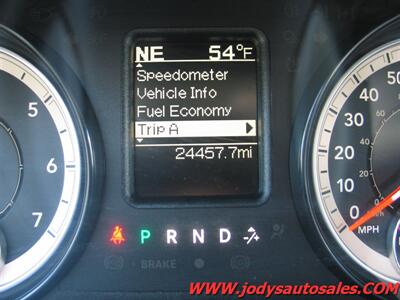 NE 54°F
Speedometer
Vehicle Info
Fuel Economy
Trip A
24457.7mi
5
6
7
50
40
30
20
10
0
MPH
P R N D
BRAKE
WWW.JODYSAUTOSALES.COM